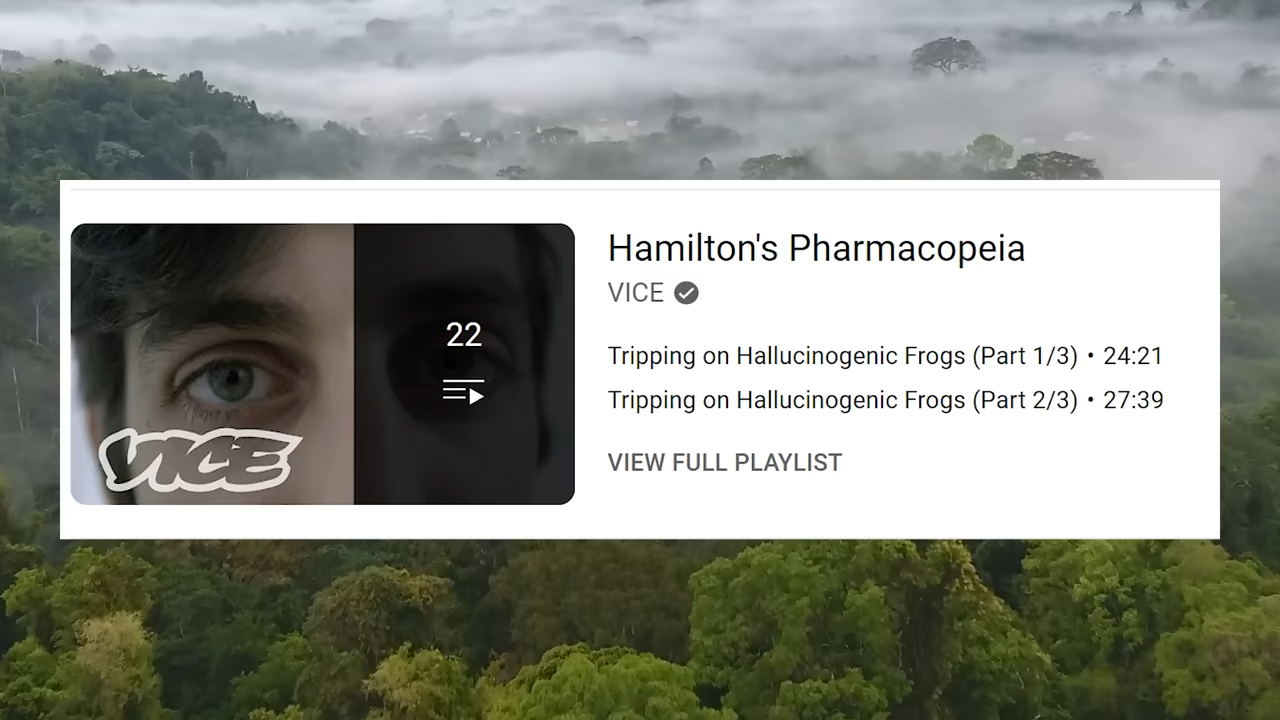 22
VICE
Hamilton's Pharmacopeia
VICE
Tripping on Hallucinogenic Frogs (Part 1/3) • 24:21
Tripping on Hallucinogenic Frogs (Part 2/3) • 27:39
VIEW FULL PLAYLIST